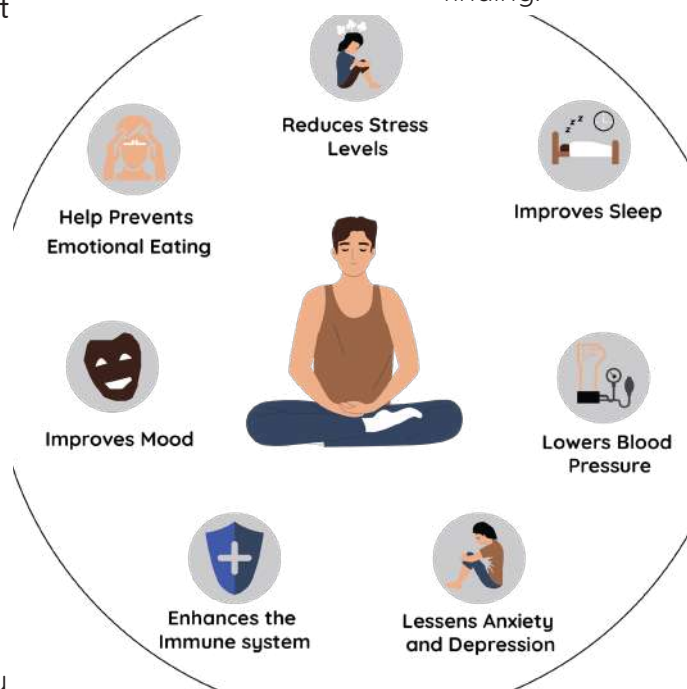 t
finding.
Reduces Stress
Levels
Improves Sleep
Help Prevents
Emotional Eating
Improves Mood
Lowers Blood
Pressure
Enhances the
Immune system
Lessens Anxiety
and Depression
z z z